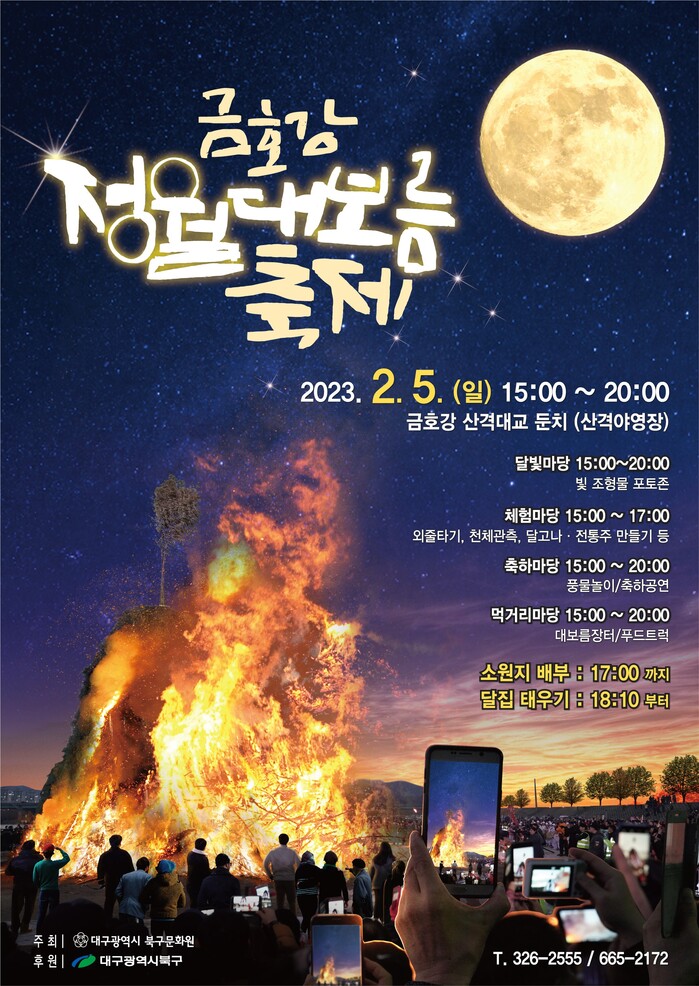 금호강
정월대보름
축제
2023. 2. 5. (일) 15:00 ~ 20:00
금호강 산격대교 둔치 (산격야영장)
달빛마당 15:00~20:00
빛 조형물 포토존
체험마당 15:00 ~ 17:00
외줄타기, 천체관측, 달고나 · 전통주 만들기 등
축하마당 15:00 ~ 20:00
풍물놀이/축하공연
먹거리마당 15:00 ~ 20:00
대보름장터/푸드트럭
소원지 배부 : 17:00 까지
달집 태우기 : 18:10 부터
주최 | 대구광역시 북구문화원
후원 | 대구광역시북구
T. 326-2555 / 665-2172